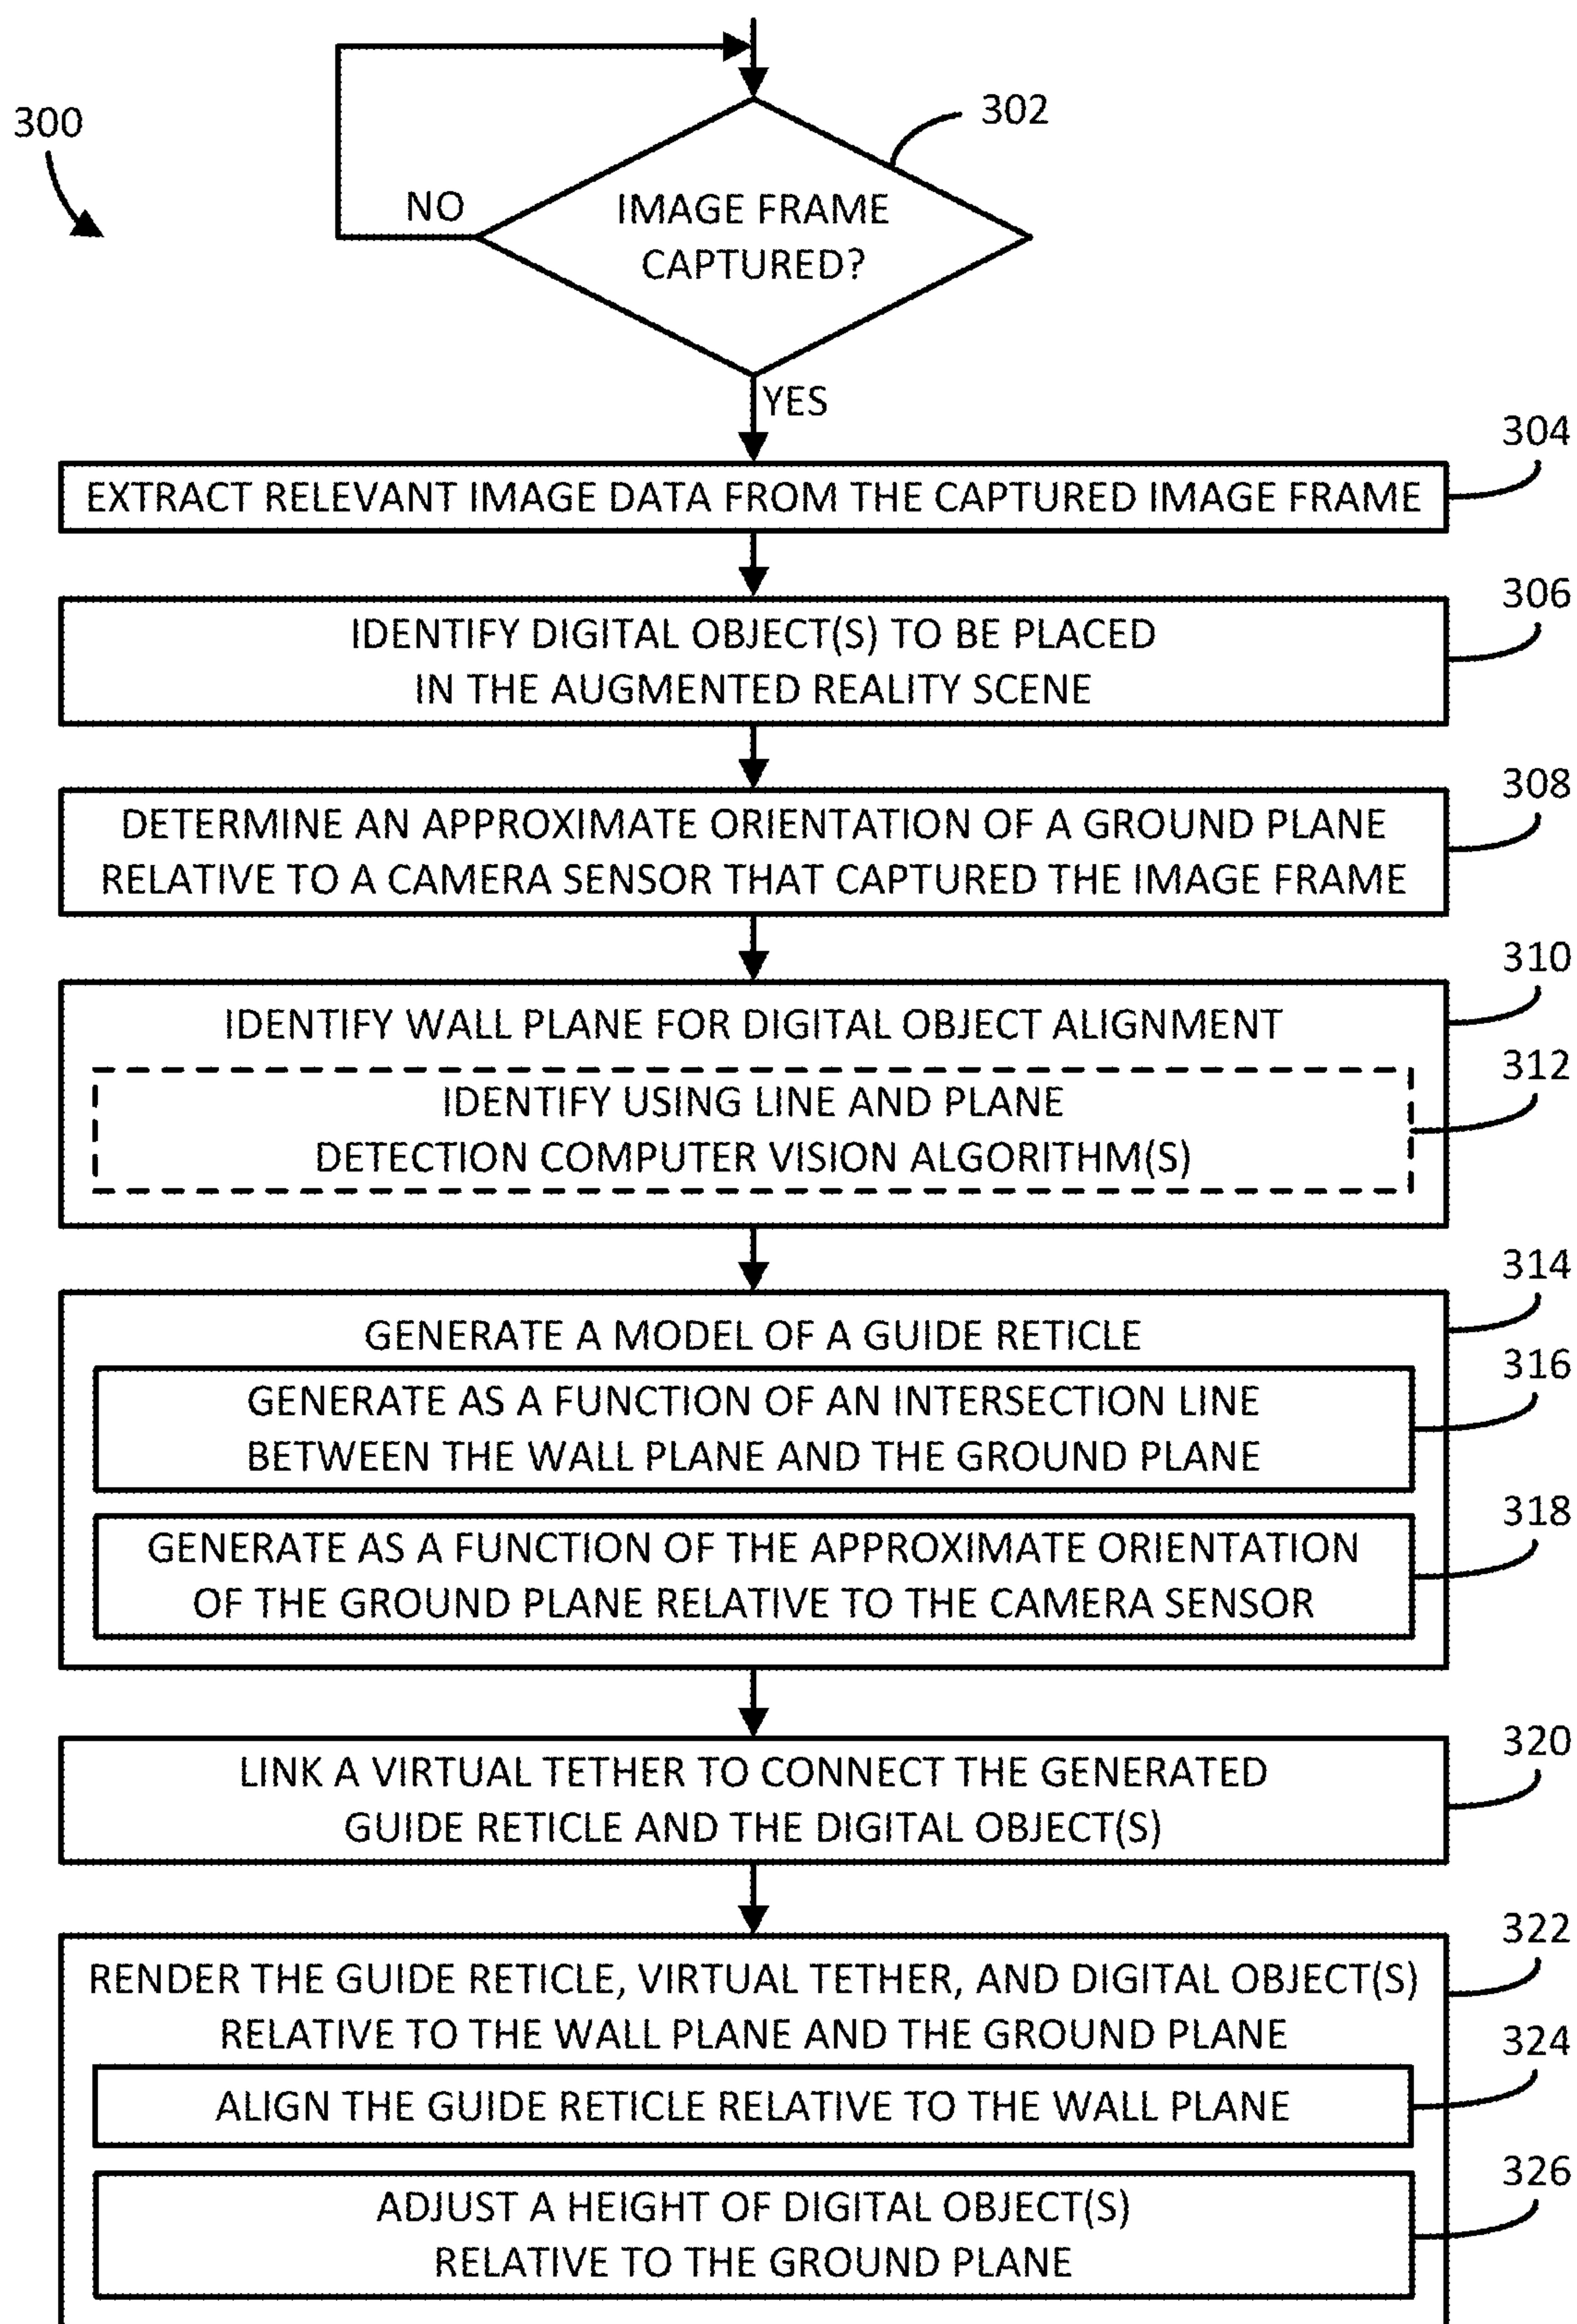 300
302
NO
IMAGE FRAME
CAPTURED?
YES
304
EXTRACT RELEVANT IMAGE DATA FROM THE CAPTURED IMAGE FRAME
306
IDENTIFY DIGITAL OBJECT(S) TO BE PLACED
IN THE AUGMENTED REALITY SCENE
308
DETERMINE AN APPROXIMATE ORIENTATION OF A GROUND PLANE
RELATIVE TO A CAMERA SENSOR THAT CAPTURED THE IMAGE FRAME
310
IDENTIFY WALL PLANE FOR DIGITAL OBJECT ALIGNMENT
312
IDENTIFY USING LINE AND PLANE
DETECTION COMPUTER VISION ALGORITHM(S)
314
GENERATE A MODEL OF A GUIDE RETICLE
316
GENERATE AS A FUNCTION OF AN INTERSECTION LINE
BETWEEN THE WALL PLANE AND THE GROUND PLANE
318
GENERATE AS A FUNCTION OF THE APPROXIMATE ORIENTATION
OF THE GROUND PLANE RELATIVE TO THE CAMERA SENSOR
320
LINK A VIRTUAL TETHER TO CONNECT THE GENERATED
GUIDE RETICLE AND THE DIGITAL OBJECT(S)
322
RENDER THE GUIDE RETICLE, VIRTUAL TETHER, AND DIGITAL OBJECT(S)
RELATIVE TO THE WALL PLANE AND THE GROUND PLANE
324
ALIGN THE GUIDE RETICLE RELATIVE TO THE WALL PLANE
326
ADJUST A HEIGHT OF DIGITAL OBJECT(S)
RELATIVE TO THE GROUND PLANE